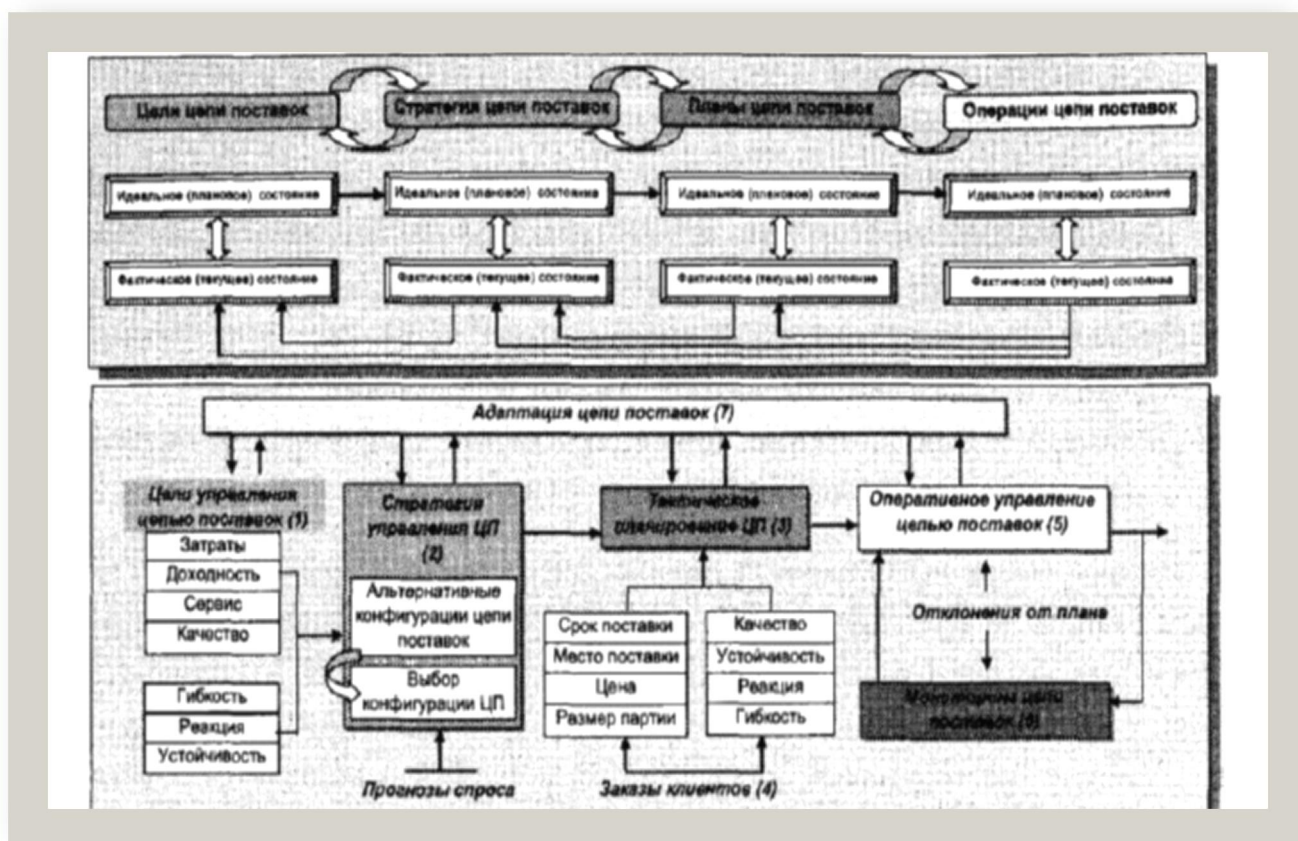 Цели цепи поставок
Стратегия цепи поставок
Планы цепи поставок
Операции цепи поставок
Идеальное (плановое) состояние
Идеальное (плановое) состояние
Идеальное (плановое) состояние
Идеальное (плановое) состояние
Фактическое (текущее) состояние
Фактическое (текущее) состояние
Фактическое (текущее) состояние
Фактическое (текущее) состояние
Адаптация цепи поставок (7)
Цели управления
цепью поставок (1)
Затраты
Доходность
Сервис
Качество
Гибкость
Реакция
Устойчивость
Стратегия
управления ЦП
(2)
Альтернативные
конфигурации цепи
поставок
Выбор
конфигурации ЦП
Прогнозы спроса
Тактическое
планирование ЦП (3)
Срок поставки
Место поставки
Цена
Размер партии
Качество
Устойчивость
Реакция
Гибкость
Заказы клиентов (4)
Оперативное управление
цепью поставок (5)
Отклонения от плана
Мониторинг цепи
поставок (6)